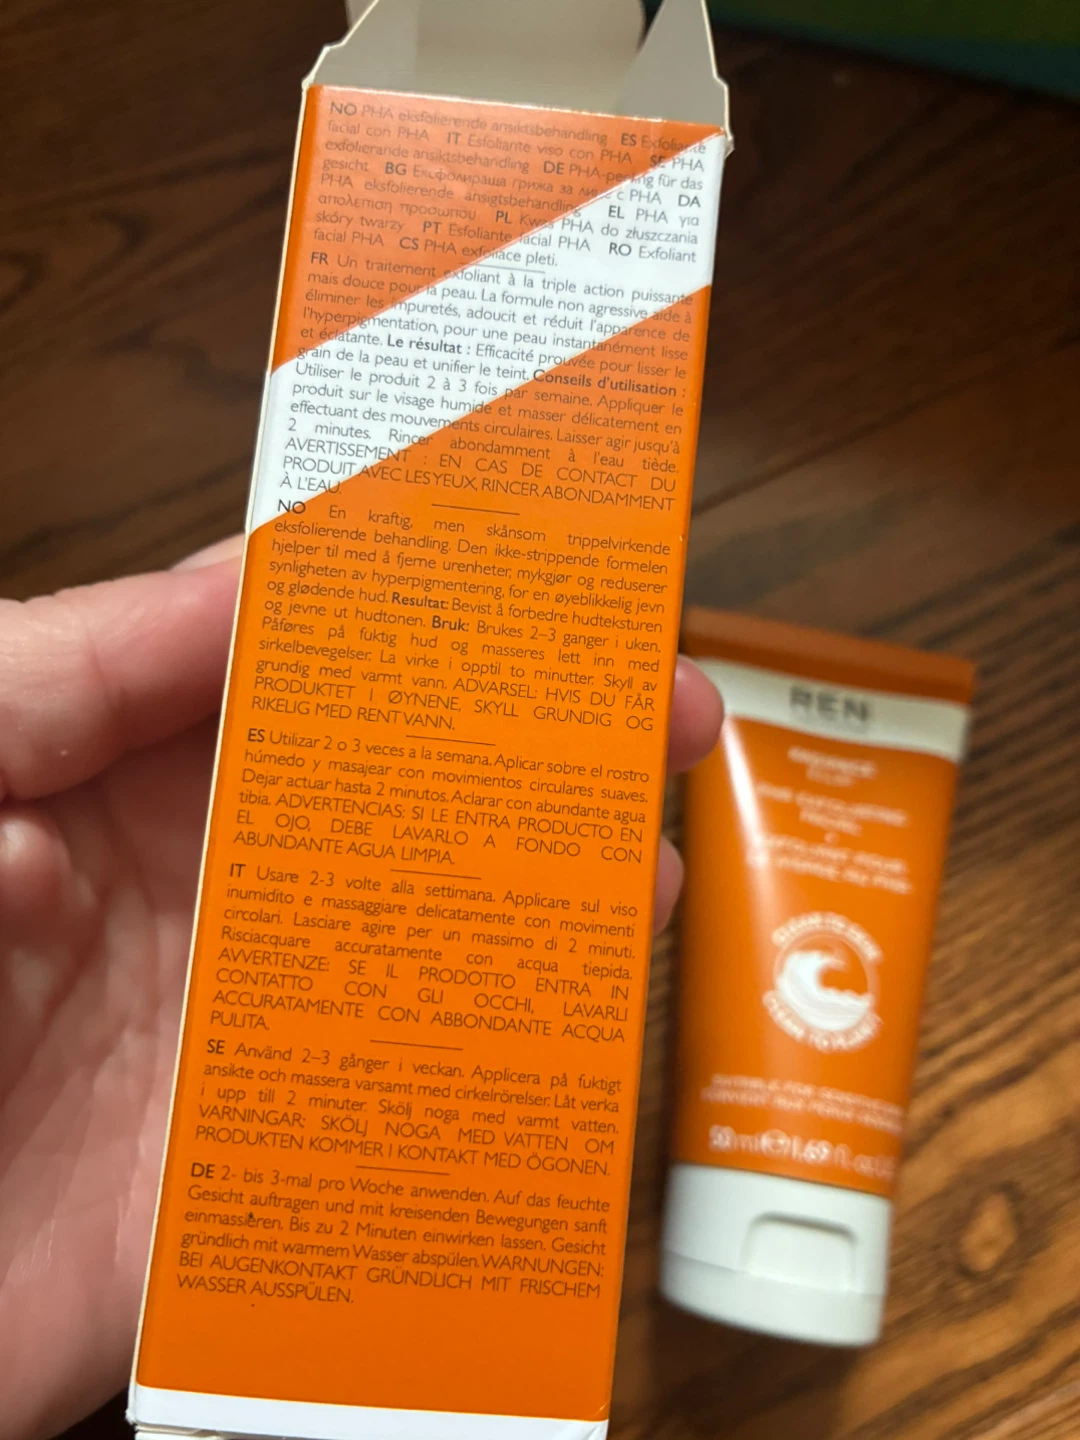 NO PHA eksfolierende ansiktsbehandling ES Exfoliante
facial con PHA IT Esfoliante viso con PHA SE PHA
exfolierande ansiktsbehandling DE PHA-peeling für das
gesicht BG Ексфолираща грижа за лице с PHA DA
PHA eksfolierende ansigtsbehandling EL PHA για
απολέπιση προσώπου PL Kwas PHA do złuszczania
skóry twarzy PT Esfoliante facial PHA RO Exfoliant
facial PHA CS PHA exfoliace pleti.
FR Un traitement exfoliant à la triple action puissante
mais douce pour la peau. La formule non agressive aide à
éliminer les impuretés, adoucit et réduit l'apparence de
l'hyperpigmentation, pour une peau instantanément lisse
et éclatante. Le résultat : Efficacité prouvée pour lisser le
grain de la peau et unifier le teint. Conseils d'utilisation :
Utiliser le produit 2 à 3 fois par semaine. Appliquer le
produit sur le visage humide et masser délicatement en
effectuant des mouvements circulaires. Laisser agir jusqu'à
2 minutes. Rincer abondamment à l'eau tiède.
AVERTISSEMENT : EN CAS DE CONTACT DU
PRODUIT AVEC LES YEUX, RINCER ABONDAMMENT
À L'EAU.
NO En kraftig, men skånsom trippelvirkende
eksfolierende behandling. Den ikke-strippende formelen
hjelper til med å fjerne urenheter, mykgjør og reduserer
synligheten av hyperpigmentering, for en øyeblikkelig jevn
og glødende hud. Resultat: Bevist å forbedre hudteksturen
og jevne ut hudtonen. Bruk: Brukes 2–3 ganger i uken.
Påføres på fuktig hud og masseres lett inn med
sirkelbevegelser. La virke i opptil to minutter. Skyll av
grundig med varmt vann. ADVARSEL: HVIS DU FÅR
PRODUKTET I ØYNENE, SKYLL GRUNDIG OG
RIKELIG MED RENT VANN.
ES Utilizar 2 o 3 veces a la semana. Aplicar sobre el rostro
húmedo y masajear con movimientos circulares suaves.
Dejar actuar hasta 2 minutos. Aclarar con abundante agua
tibia. ADVERTENCIAS: SI LE ENTRA PRODUCTO EN
EL OJO, DEBE LAVARLO A FONDO CON
ABUNDANTE AGUA LIMPIA.
IT Usare 2-3 volte alla settimana. Applicare sul viso
inumidito e massaggiare delicatamente con movimenti
circolari. Lasciare agire per un massimo di 2 minuti.
Risciacquare accuratamente con acqua tiepida.
AVVERTENZE: SE IL PRODOTTO ENTRA IN
CONTATTO CON GLI OCCHI, LAVARLI
ACCURATAMENTE CON ABBONDANTE ACQUA
PULITA.
SE Använd 2–3 gånger i veckan. Applicera på fuktigt
ansikte och massera varsamt med cirkelrörelser. Låt verka
i upp till 2 minuter. Skölj noga med varmt vatten.
VARNINGAR: SKÖLJ NOGA MED VATTEN OM
PRODUKTEN KOMMER I KONTAKT MED ÖGONEN.
DE 2- bis 3-mal pro Woche anwenden. Auf das feuchte
Gesicht auftragen und mit kreisenden Bewegungen sanft
einmassieren. Bis zu 2 Minuten einwirken lassen. Gesicht
gründlich mit warmem Wasser abspülen. WARNUNGEN:
BEI AUGENKONTAKT GRÜNDLICH MIT FRISCHEM
WASSER AUSSPÜLEN.
REN
CLEAN TO SKIN
CLEAN TO PLANET
50 ml e 1.69 fl.oz